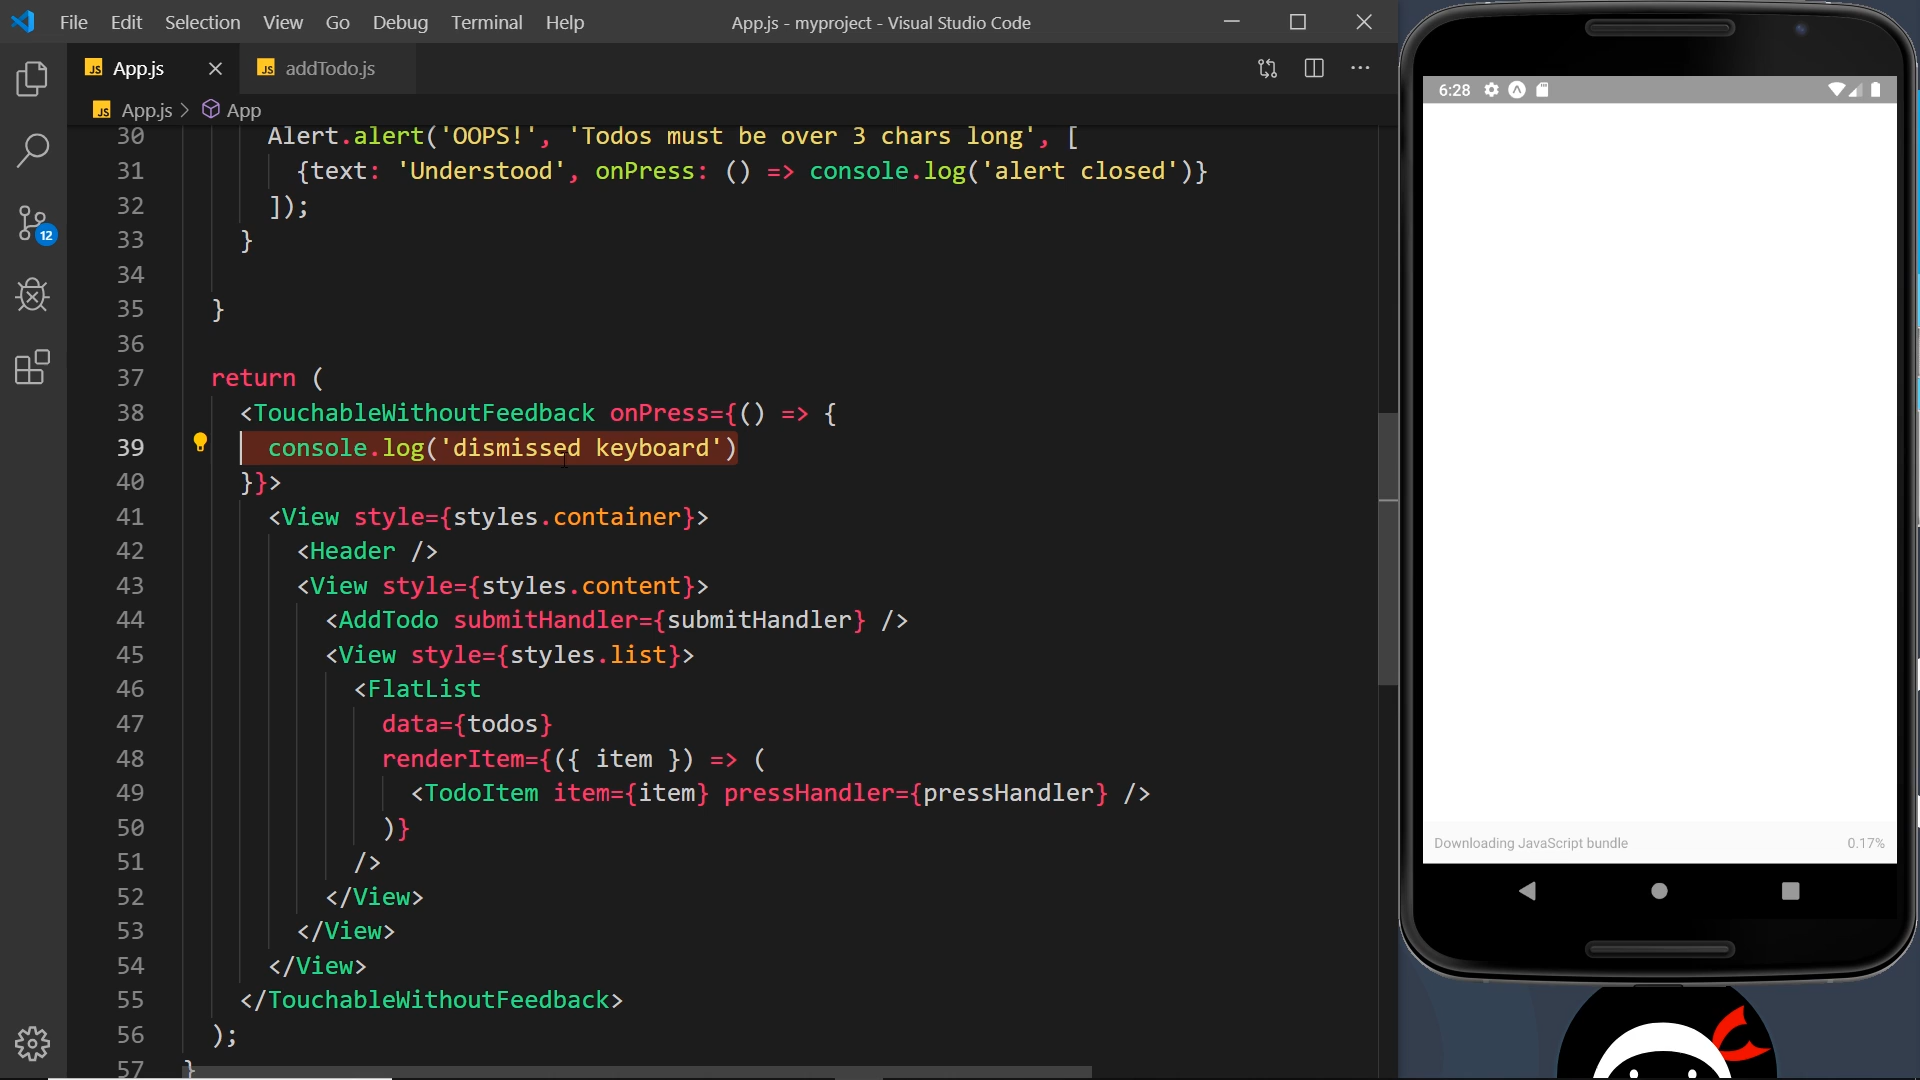 File Edit Selection View Go Debug Terminal Help
App.js - myproject - Visual Studio Code
JS App.js
JS addTodo.js
JS App.js > App
30 Alert.alert('OOPS!', 'Todos must be over 3 chars long', [
31 {text: 'Understood', onPress: () => console.log('alert closed')}
32 ]);
33 }
34
35 }
36
37 return (
38 <TouchableWithoutFeedback onPress={() => {
39 console.log('dismissed keyboard')
40 }}>
41 <View style={styles.container}>
42 <Header />
43 <View style={styles.content}>
44 <AddTodo submitHandler={submitHandler} />
45 <View style={styles.list}>
46 <FlatList
47 data={todos}
48 renderItem={({ item }) => (
49 <TodoItem item={item} pressHandler={pressHandler} />
50 )}
51 />
52 </View>
53 </View>
54 </View>
55 </TouchableWithoutFeedback>
56 );
57 }
12
6:28
Downloading JavaScript bundle 0.17%